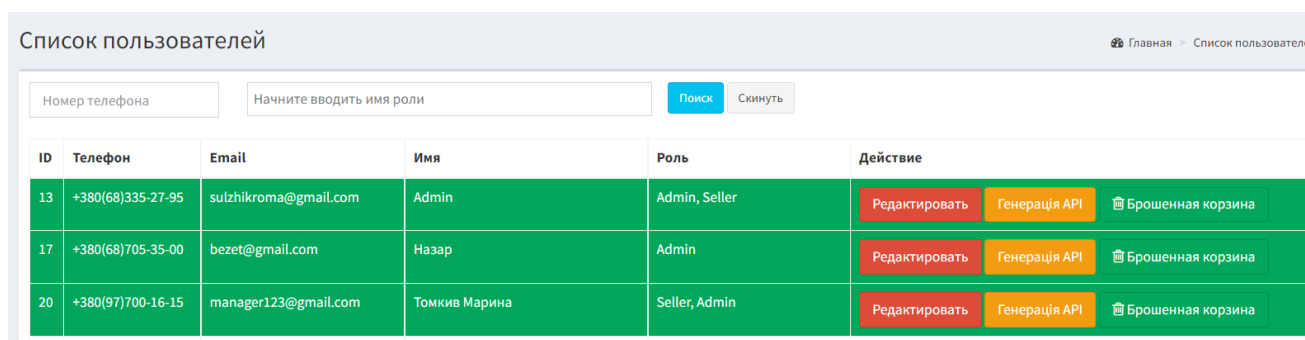 Список пользователей
Главная > Список пользовател
Номер телефона Начните вводить имя роли Поиск Скинуть
ID Телефон Email Имя Роль Действие
13 +380(68)335-27-95 sulzhikroma@gmail.com Admin Admin, Seller Редактировать Генерація API Брошенная корзина
17 +380(68)705-35-00 bezet@gmail.com Назар Admin Редактировать Генерація API Брошенная корзина
20 +380(97)700-16-15 manager123@gmail.com Томкив Марина Seller, Admin Редактировать Генерація API Брошенная корзина